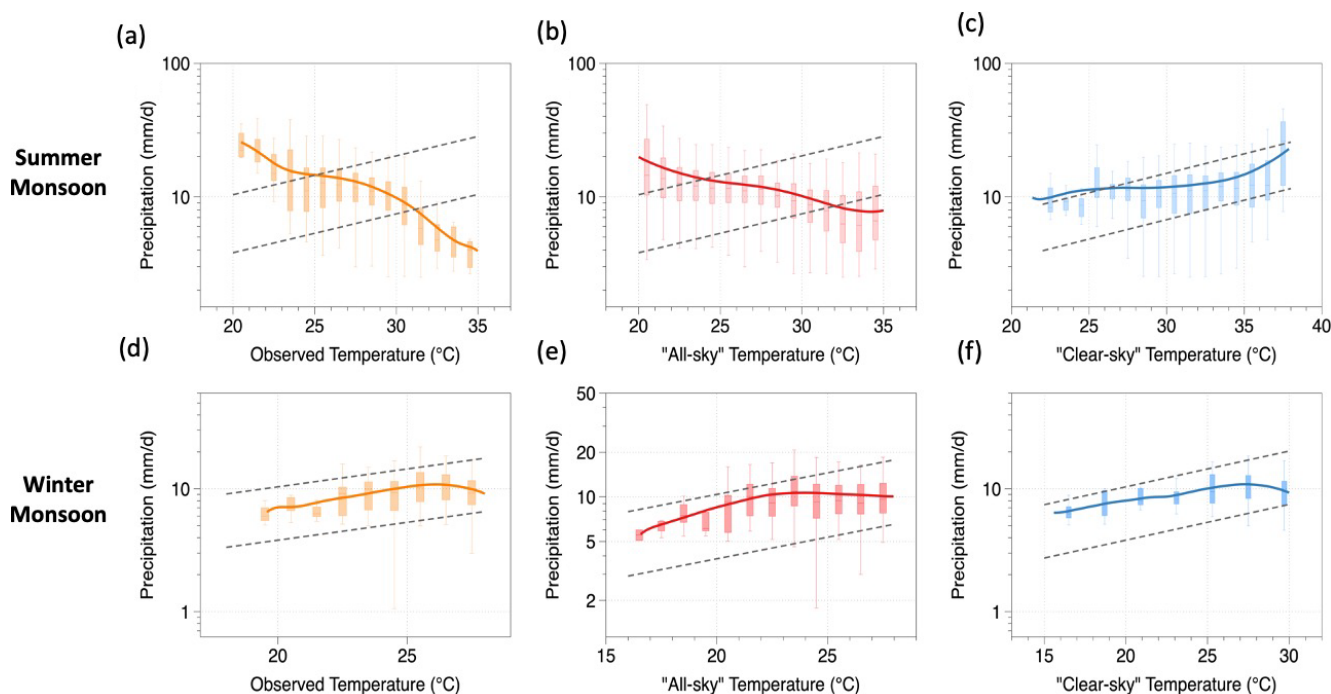 (a)
(b)
(c)
Summer
Monsoon
Precipitation (mm/d)
100
10
20
25
30
35
Observed Temperature (°C)
Precipitation (mm/d)
100
10
20
25
30
35
"All-sky" Temperature (°C)
Precipitation (mm/d)
100
10
20
25
30
35
40
"Clear-sky" Temperature (°C)
(d)
(e)
(f)
Winter
Monsoon
Precipitation (mm/d)
10
1
20
25
Observed Temperature (°C)
Precipitation (mm/d)
50
20
10
5
2
15
20
25
"All-sky" Temperature (°C)
Precipitation (mm/d)
10
1
15
20
25
30
"Clear-sky" Temperature (°C)